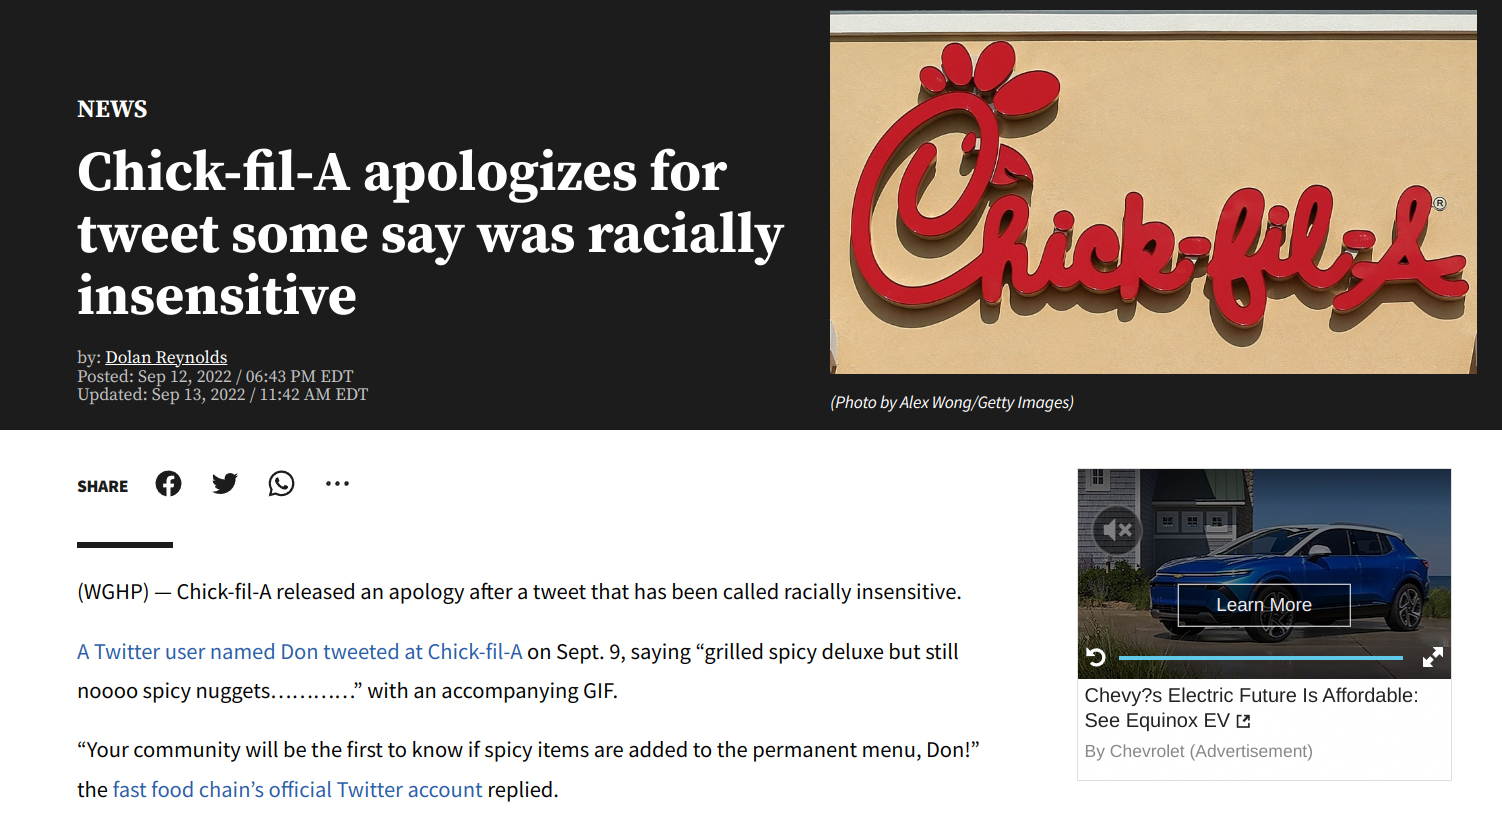 NEWS
Chick-fil-A apologizes for
tweet some say was racially
insensitive
by: Dolan Reynolds
Posted: Sep 12, 2022 / 06:43 PM EDT
Updated: Sep 13, 2022 / 11:42 AM EDT
Chick-fil-A®
(Photo by Alex Wong/Getty Images)
SHARE
(WGHP) — Chick-fil-A released an apology after a tweet that has been called racially insensitive.
A Twitter user named Don tweeted at Chick-fil-A on Sept. 9, saying “grilled spicy deluxe but still
noooo spicy nuggets…………” with an accompanying GIF.
“Your community will be the first to know if spicy items are added to the permanent menu, Don!”
the fast food chain’s official Twitter account replied.
Learn More
Chevy?s Electric Future Is Affordable:
See Equinox EV
By Chevrolet (Advertisement)